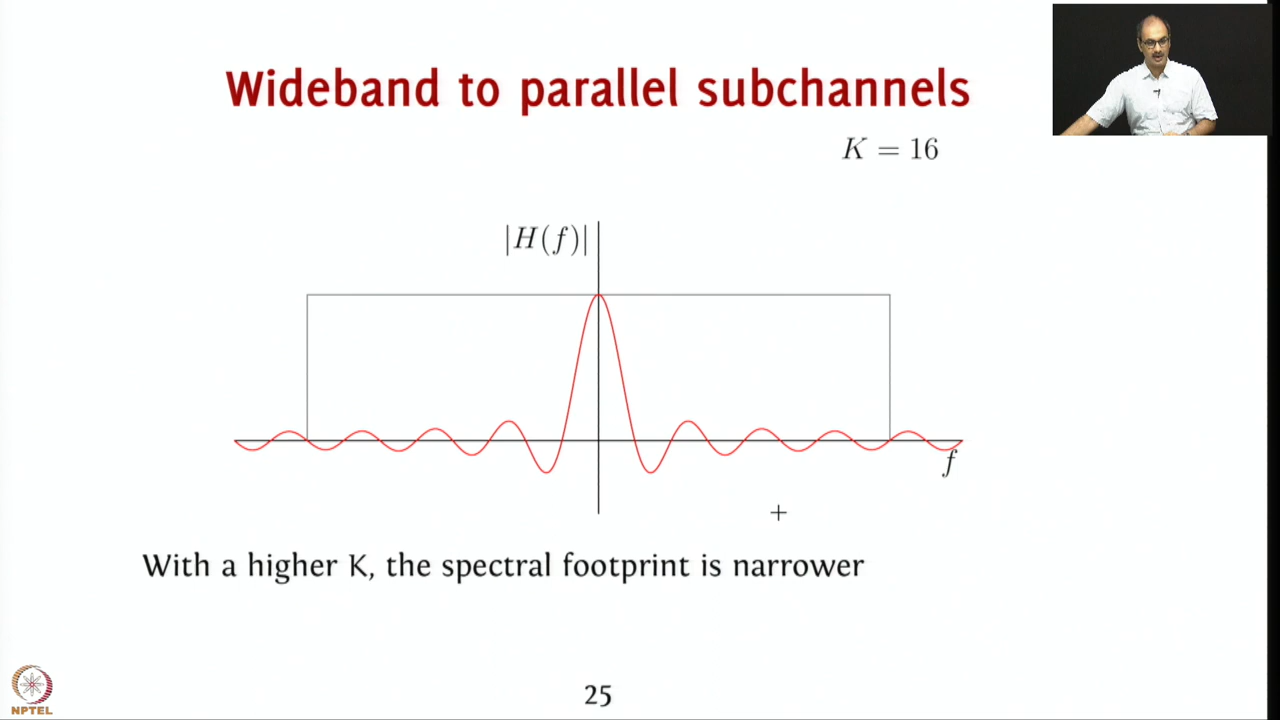 Wideband to parallel subchannels
K = 16
|H(f)|
f
With a higher K, the spectral footprint is narrower
25
NPTEL